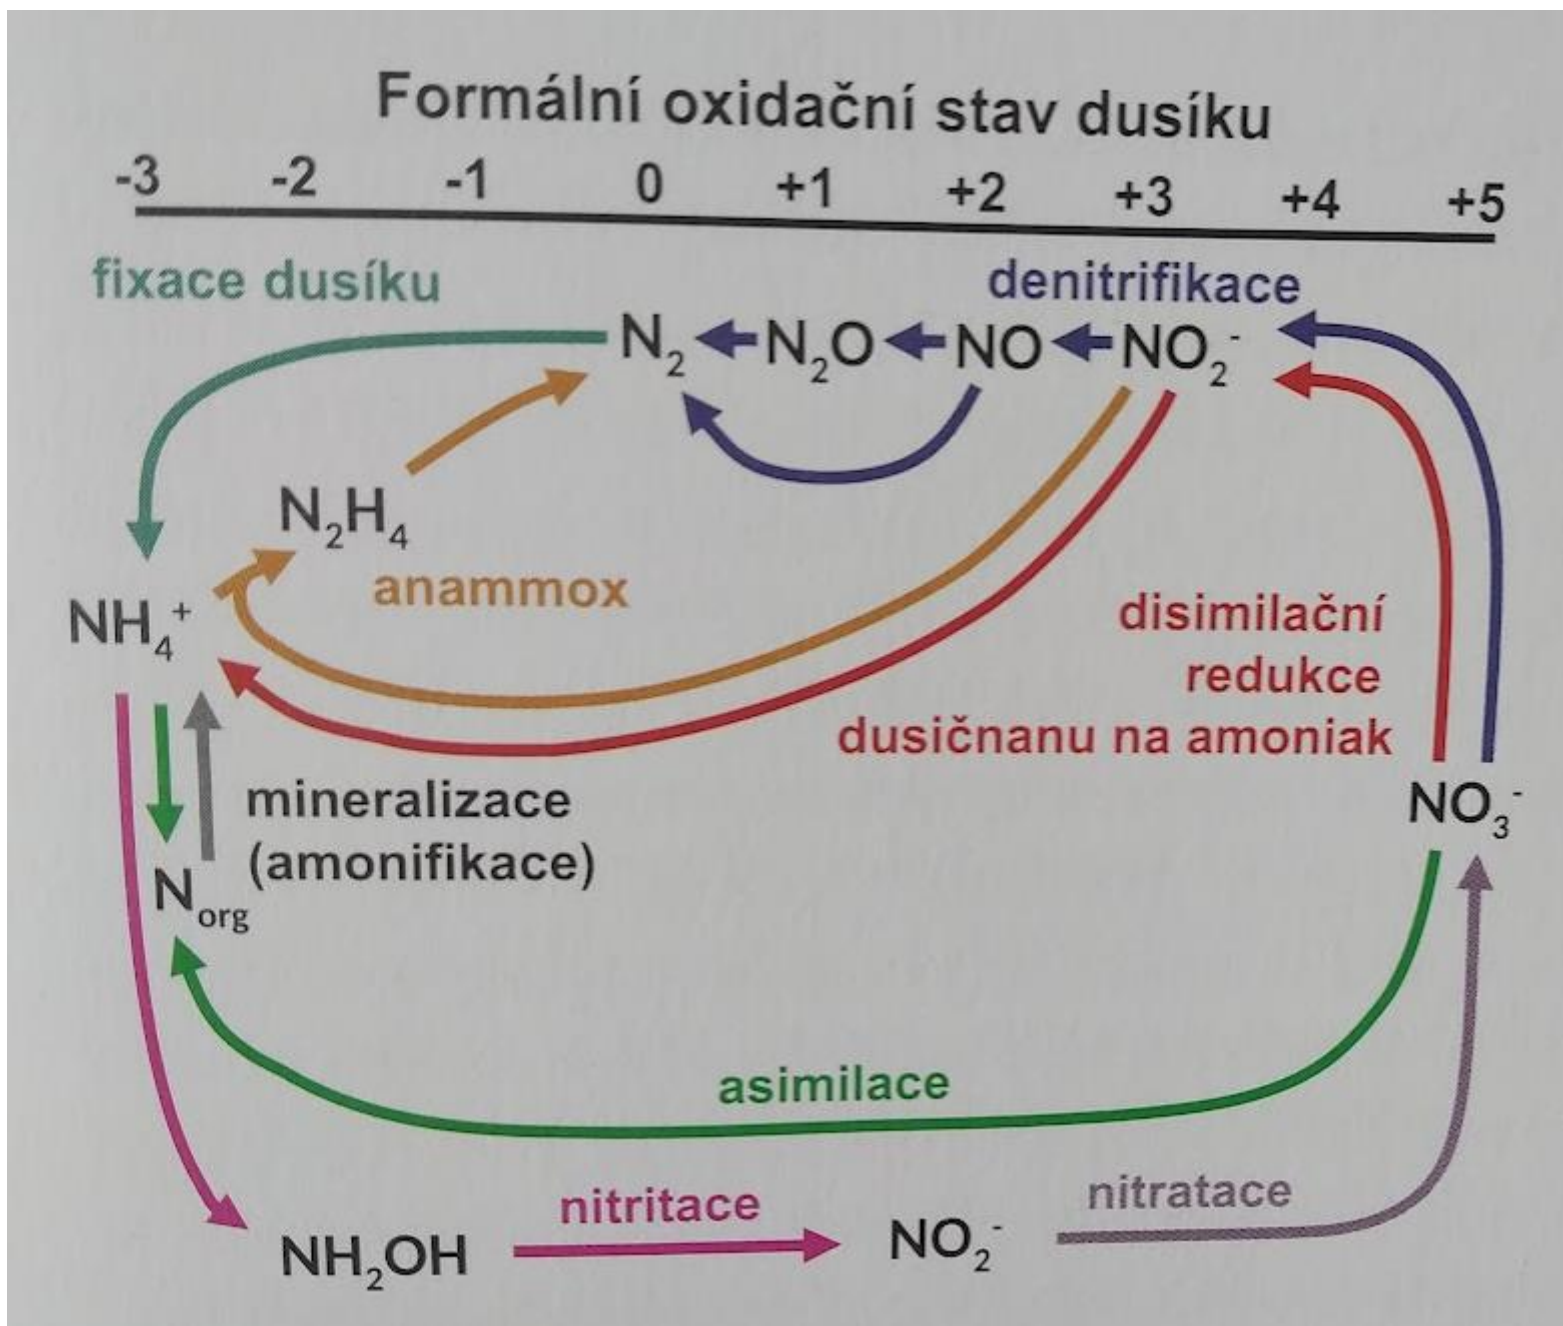 Formální oxidační stav dusíku
-3 -2 -1 0 +1 +2 +3 +4 +5
fixace dusíku
denitrifikace
N₂ N₂O NO NO₂⁻
N₂H₄
anammox
NH₄⁺
disimilační
redukce
dusičnanu na amoniak
mineralizace
(amonifikace)
NO₃⁻
N org
asimilace
nitritace
nitratace
NH₂OH
NO₂⁻